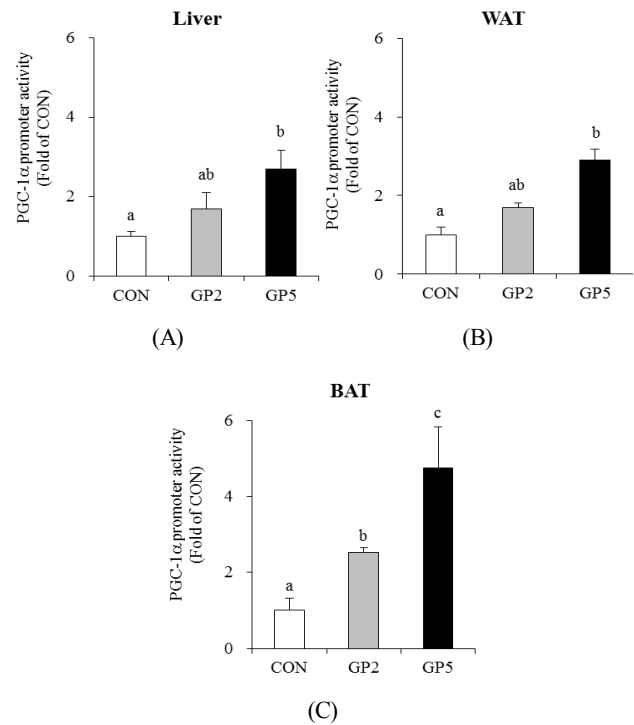 Liver
PGC-1α promoter activity
(Fold of CON)
6
4
2
0
a
ab
b
CON GP2 GP5
(A)
WAT
PGC-1α promoter activity
(Fold of CON)
6
4
2
0
a
ab
b
CON GP2 GP5
(B)
BAT
PGC-1α promoter activity
(Fold of CON)
6
4
2
0
a
b
c
CON GP2 GP5
(C)